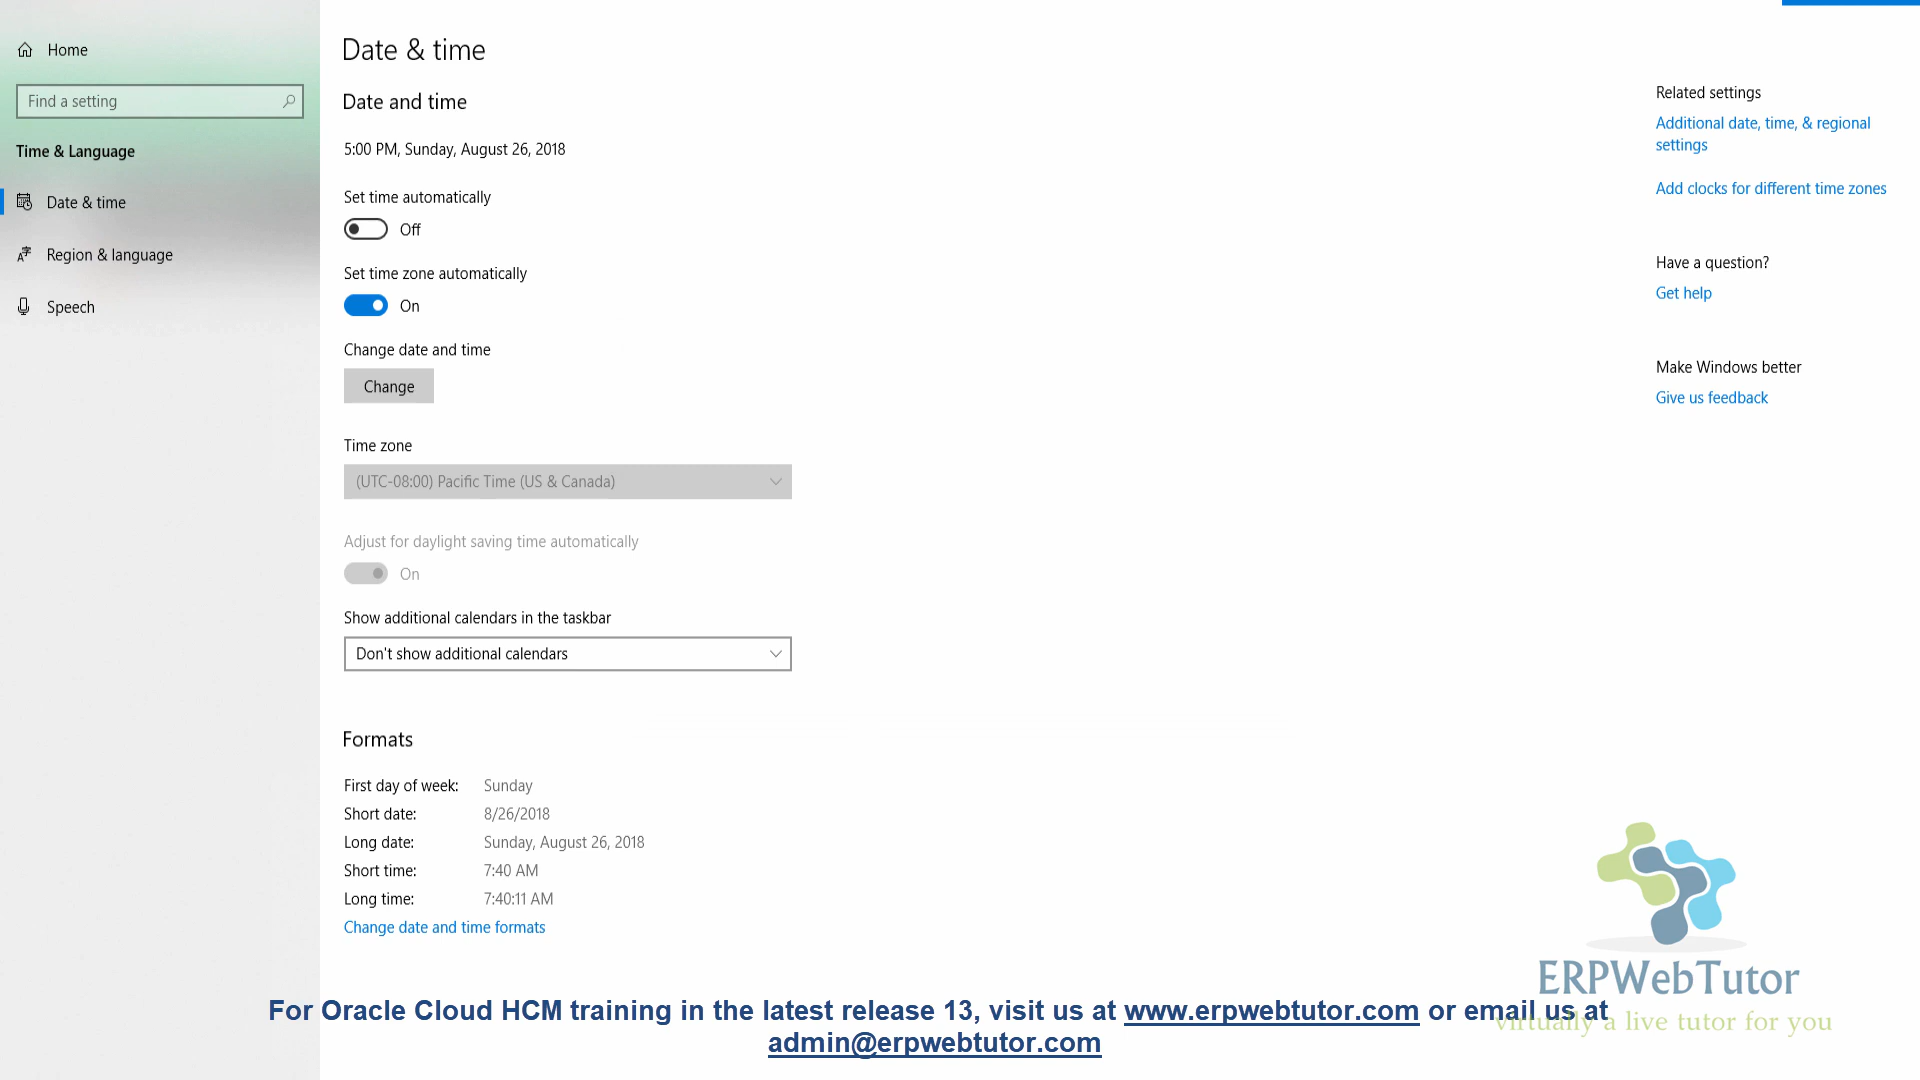 Home
Find a setting
Time & Language
Date & time
Region & language
Speech
Date & time
Date and time
5:00 PM, Sunday, August 26, 2018
Set time automatically
Off
Set time zone automatically
On
Change date and time
Change
Time zone
(UTC-08:00) Pacific Time (US & Canada)
Adjust for daylight saving time automatically
On
Show additional calendars in the taskbar
Don't show additional calendars
Formats
First day of week: Sunday
Short date: 8/26/2018
Long date: Sunday, August 26, 2018
Short time: 7:40 AM
Long time: 7:40:11 AM
Change date and time formats
Related settings
Additional date, time, & regional
settings
Add clocks for different time zones
Have a question?
Get help
Make Windows better
Give us feedback
ERPWebTutor
virtually a live tutor for you
For Oracle Cloud HCM training in the latest release 13, visit us at www.erpwebtutor.com or email us at
admin@erpwebtutor.com